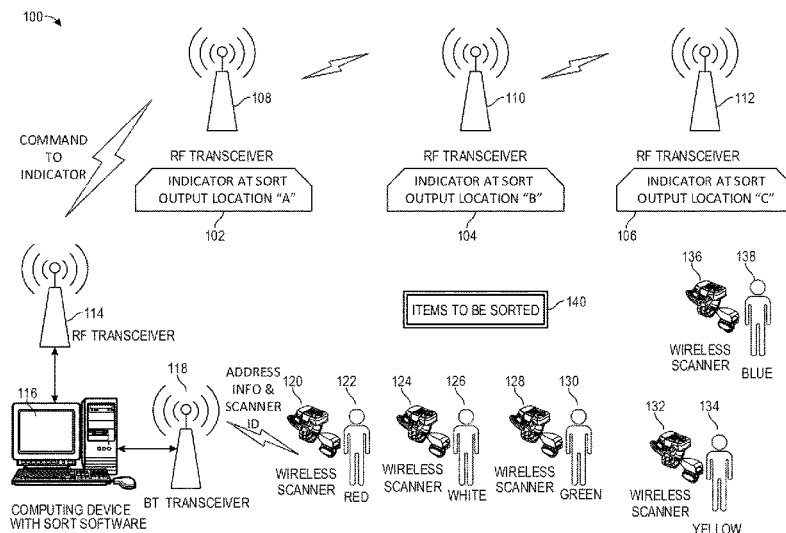 100
108
110
112
COMMAND
TO
INDICATOR
RF TRANSCEIVER
RF TRANSCEIVER
RF TRANSCEIVER
INDICATOR AT SORT
OUTPUT LOCATION "A"
INDICATOR AT SORT
OUTPUT LOCATION "B"
INDICATOR AT SORT
OUTPUT LOCATION "C"
102
104
106
114
RF TRANSCEIVER
ITEMS TO BE SORTED
140
136
138
WIRELESS
SCANNER
BLUE
116
118
ADDRESS
INFO &
SCANNER
ID
120
122
124
126
128
130
132
134
BT TRANSCEIVER
WIRELESS
SCANNER
RED
WIRELESS
SCANNER
WHITE
WIRELESS
SCANNER
GREEN
WIRELESS
SCANNER
YELLOW
COMPUTING DEVICE
WITH SORT SOFTWARE